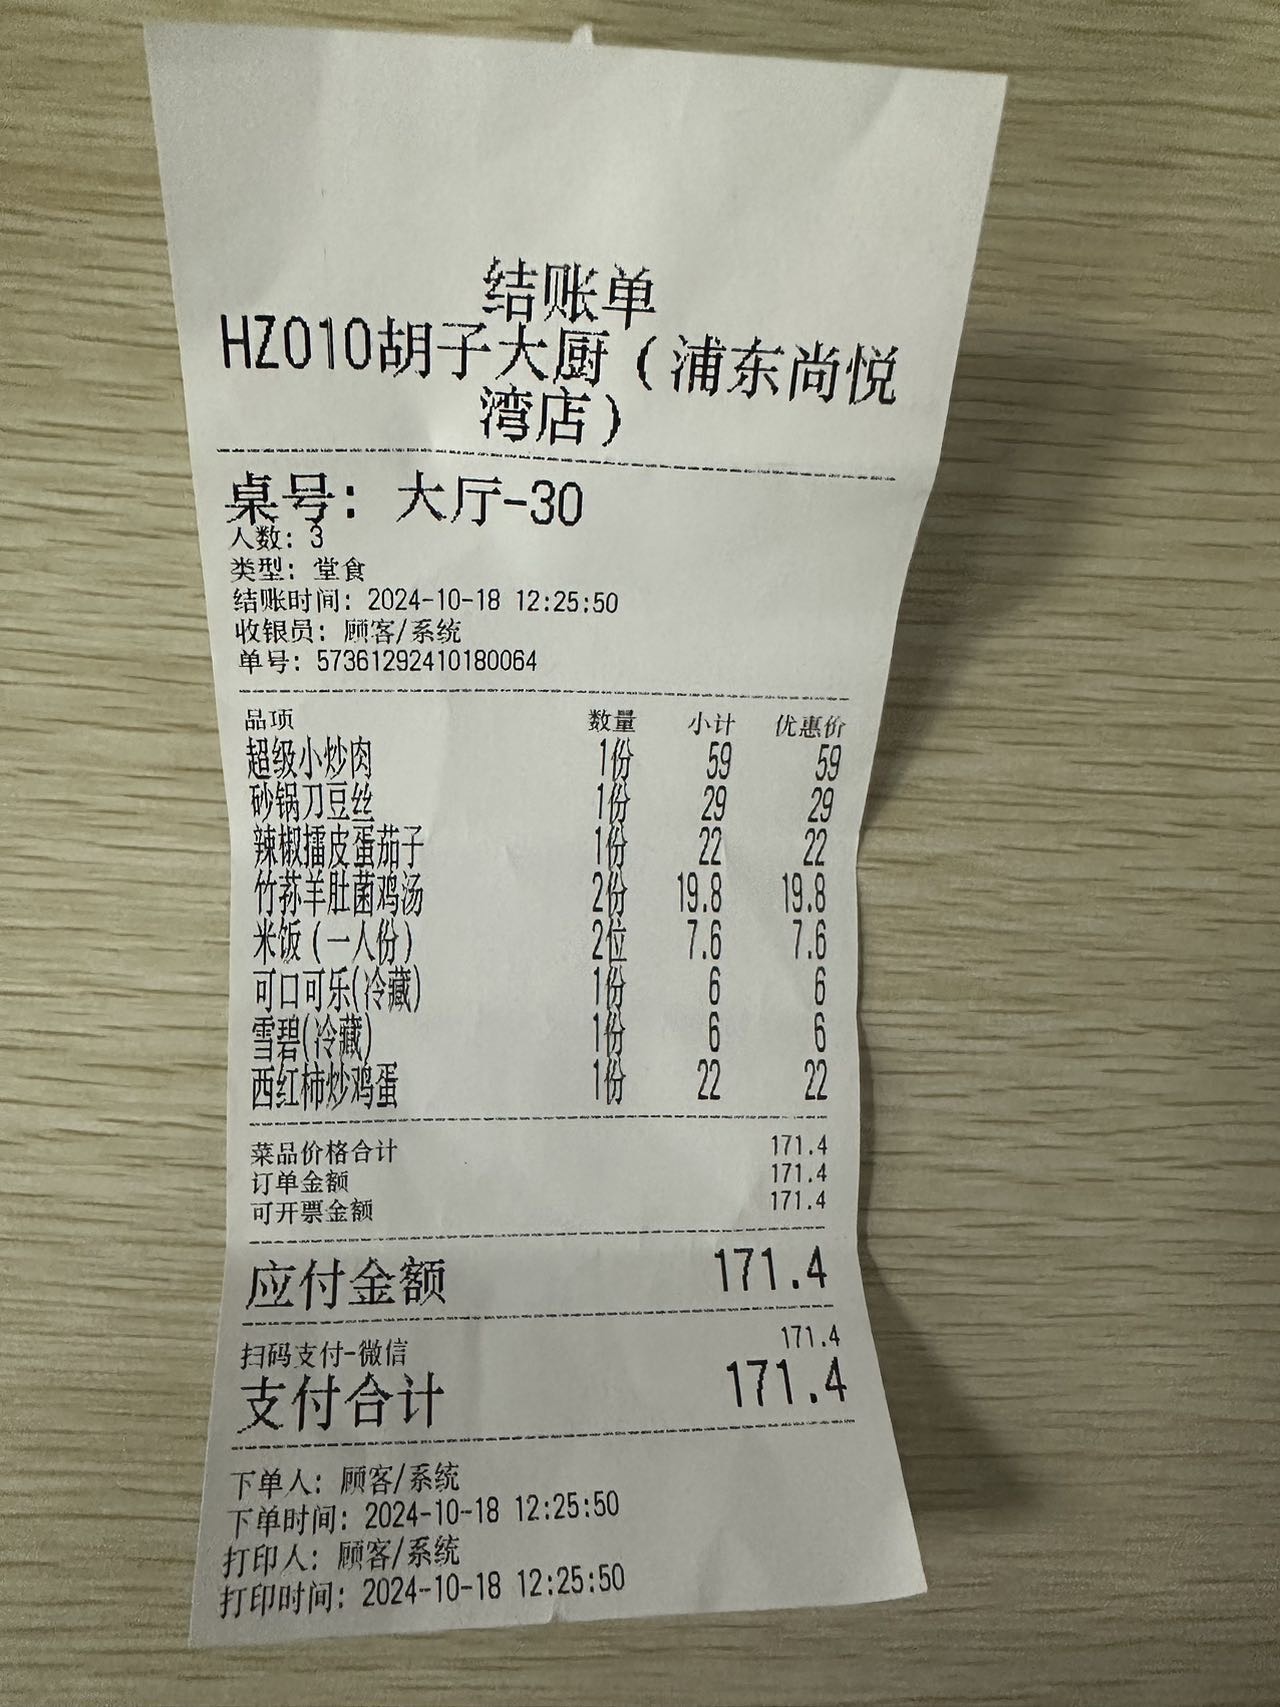 结账单
HZ010胡子大厨（浦东尚悦
湾店）
桌号：大厅-30
人数：3
类型：堂食
结账时间：2024-10-18 12:25:50
收银员：顾客/系统
单号：57361292410180064
品项 数量 小计 优惠价
超级小炒肉 1份 59 59
砂锅刀豆丝 1份 29 29
辣椒擂皮蛋茄子 1份 22 22
竹荪羊肚菌鸡汤 2份 19.8 19.8
米饭（一人份） 2位 7.6 7.6
可口可乐(冷藏) 1份 6 6
雪碧(冷藏) 1份 6 6
西红柿炒鸡蛋 1份 22 22
菜品价格合计 171.4
订单金额 171.4
可开票金额 171.4
应付金额 171.4
扫码支付-微信 171.4
支付合计 171.4
下单人：顾客/系统
下单时间：2024-10-18 12:25:50
打印人：顾客/系统
打印时间：2024-10-18 12:25:50